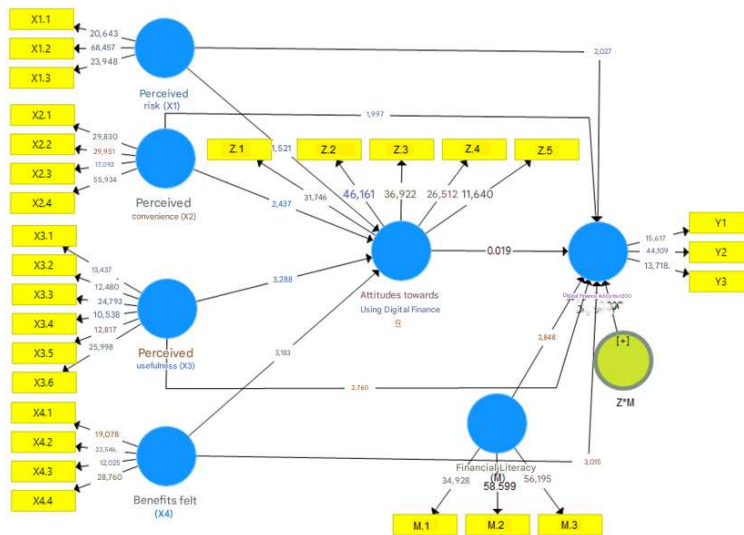 X1.1
X1.2
X1.3
20,643
68,457
23,948
Perceived
risk (X1)
2,027
X2.1
X2.2
X2.3
X2.4
29,830
29,951
17,092
55,934
Perceived
convenience (X2)
1,997
1,521
2,437
Z.1
Z.2
Z.3
Z.4
Z.5
31,746
46,161
36,922
26,512
11,640
Attitudes towards
Using Digital Finance
0.019
Y1
Y2
Y3
15,617
44,109
13,718.
X3.1
X3.2
X3.3
X3.4
X3.5
X3.6
13,437
12,480
24,793
10,538
12,817
25,998
Perceived
usefulness (X3)
3,288
2,760
3,183
[+]
Z*M
2,848
X4.1
X4.2
X4.3
X4.4
19,078
23,546,
12,025
28,760
Benefits felt
(X4)
3,015
Financial Literacy
(M)
34,928
58.599
56,195
M.1
M.2
M.3